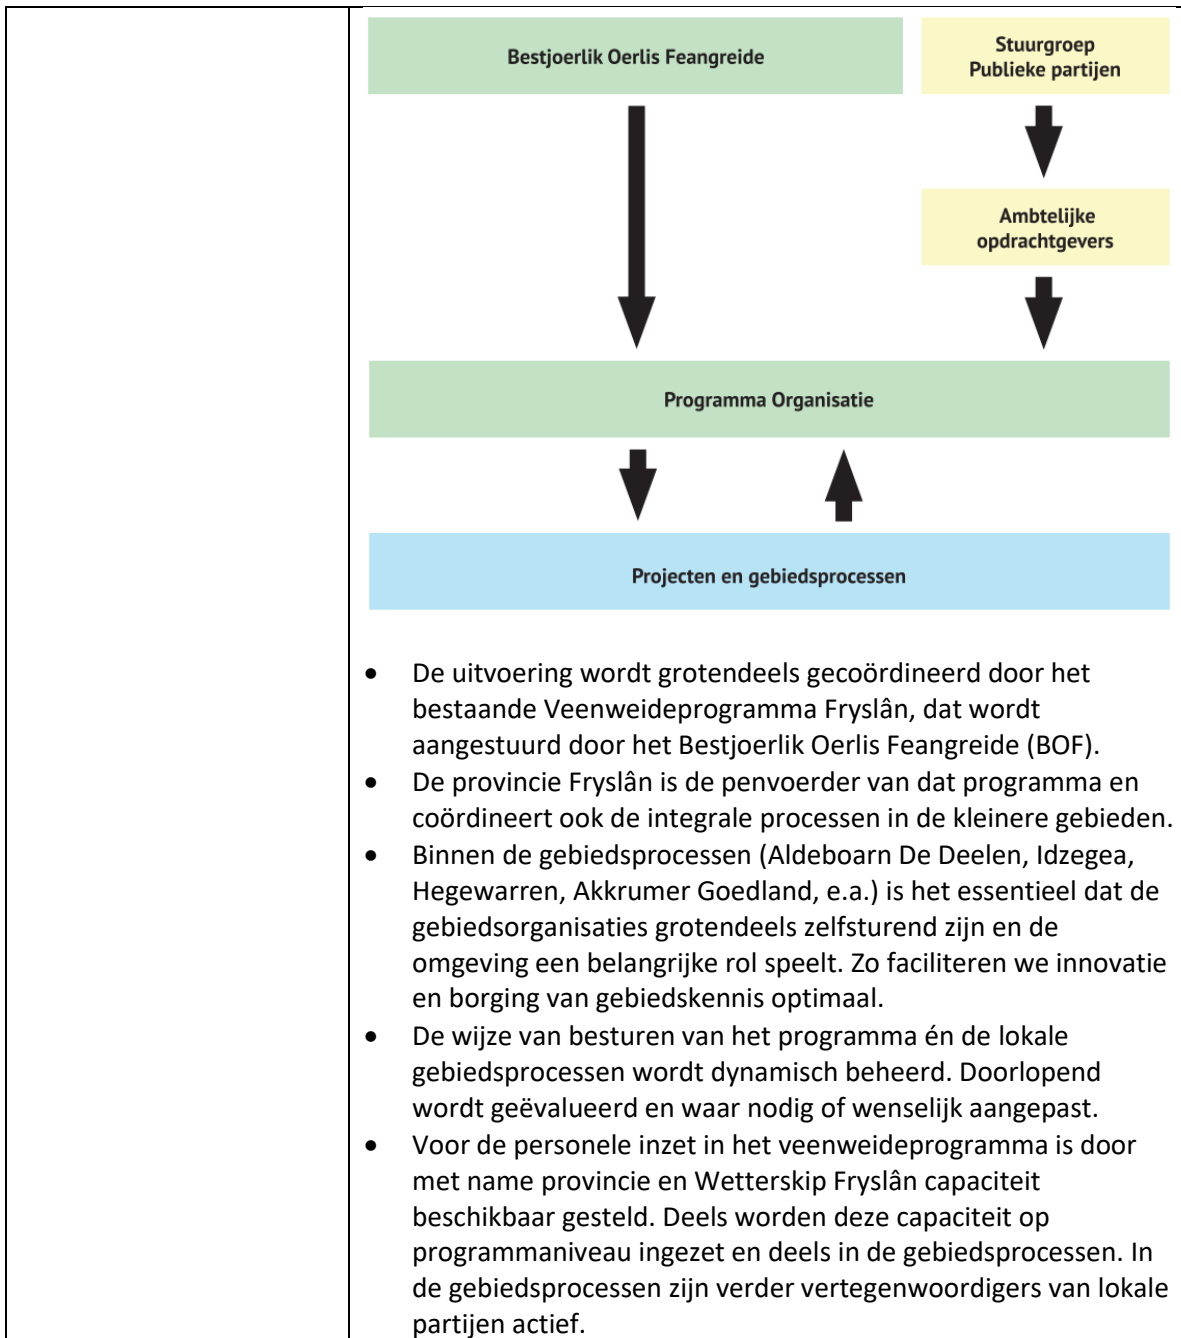 Bestjoerlik Oerlis Feangreide
Stuurgroep
Publieke partijen
Ambtelijke
opdrachtgevers
Programma Organisatie
Projecten en gebiedsprocessen
• De uitvoering wordt grotendeels gecoördineerd door het
bestaande Veenweideprogramma Fryslân, dat wordt
aangestuurd door het Bestjoerlik Oerlis Feangreide (BOF).
• De provincie Fryslân is de penvoerder van dat programma en
coördineert ook de integrale processen in de kleinere gebieden.
• Binnen de gebiedsprocessen (Aldeboarn De Deelen, Idzegea,
Hegewarren, Akkrumer Goedland, e.a.) is het essentieel dat de
gebiedsorganisaties grotendeels zelfsturend zijn en de
omgeving een belangrijke rol speelt. Zo faciliteren we innovatie
en borging van gebiedskennis optimaal.
• De wijze van besturen van het programma én de lokale
gebiedsprocessen wordt dynamisch beheerd. Doorlopend
wordt geëvalueerd en waar nodig of wenselijk aangepast.
• Voor de personele inzet in het veenweideprogramma is door
met name provincie en Wetterskip Fryslân capaciteit
beschikbaar gesteld. Deels worden deze capaciteit op
programmaniveau ingezet en deels in de gebiedsprocessen. In
de gebiedsprocessen zijn verder vertegenwoordigers van lokale
partijen actief.